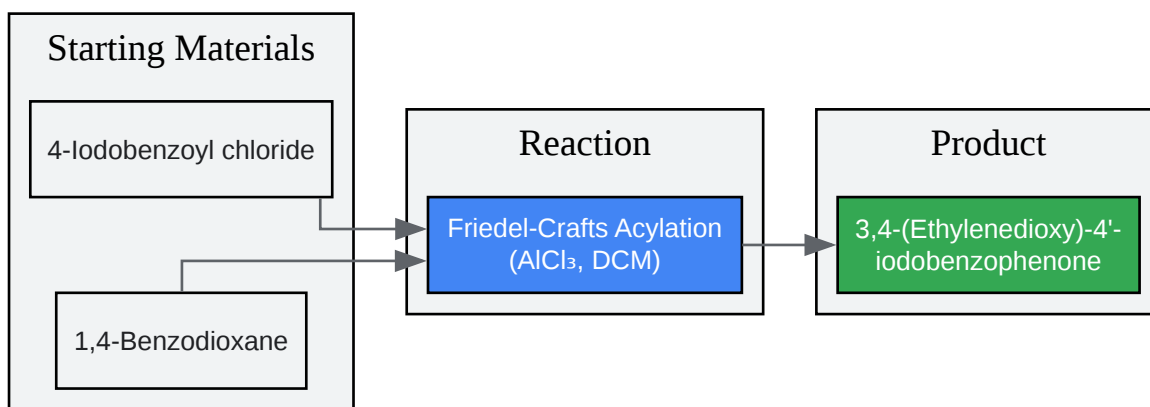 Starting Materials
4-Iodobenzoyl chloride
1,4-Benzodioxane
Reaction
Friedel-Crafts Acylation
(AlCl₃, DCM)
Product
3,4-(Ethylenedioxy)-4'-
iodobenzophenone